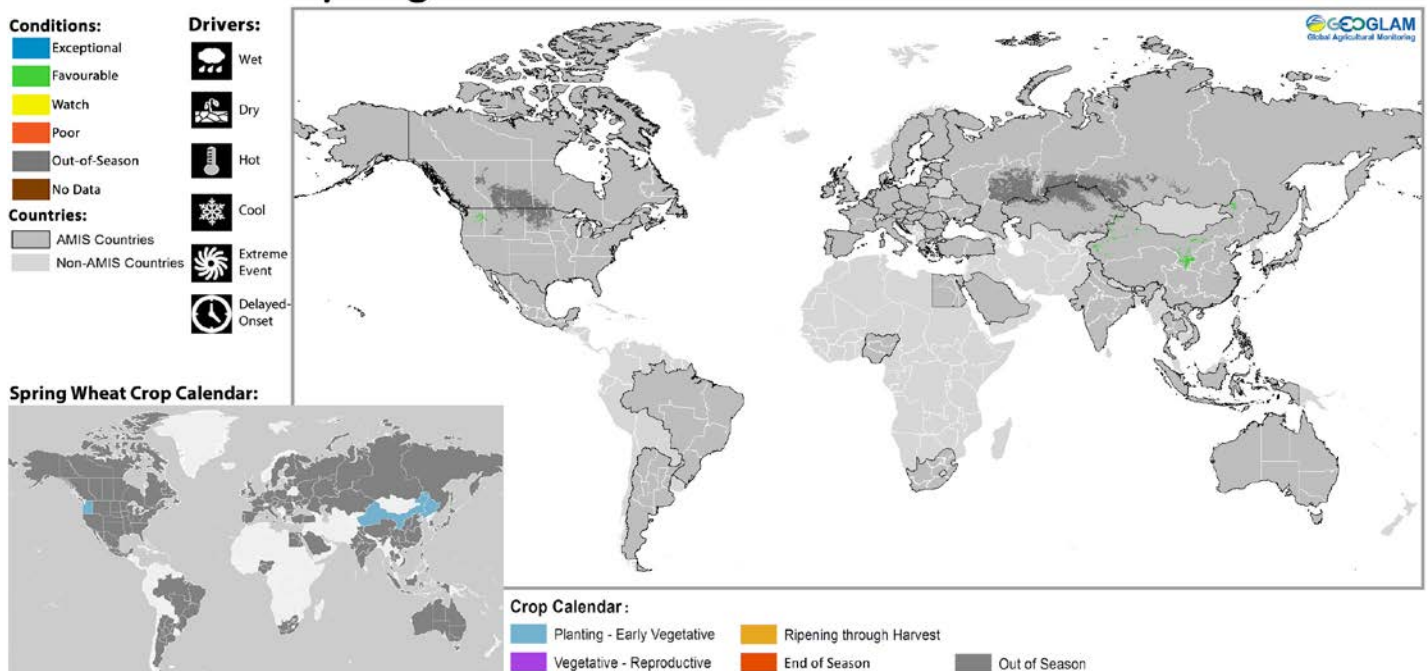 Conditions:
Exceptional
Favourable
Watch
Poor
Out-of-Season
No Data
Countries:
AMIS Countries
Non-AMIS Countries
Drivers:
Wet
Dry
Hot
Cool
Extreme
Event
Delayed-
Onset
GEOGLAM
Global Agricultural Monitoring
Spring Wheat Crop Calendar:
Crop Calendar:
Planting - Early Vegetative
Ripening through Harvest
Vegetative - Reproductive
End of Season
Out of Season